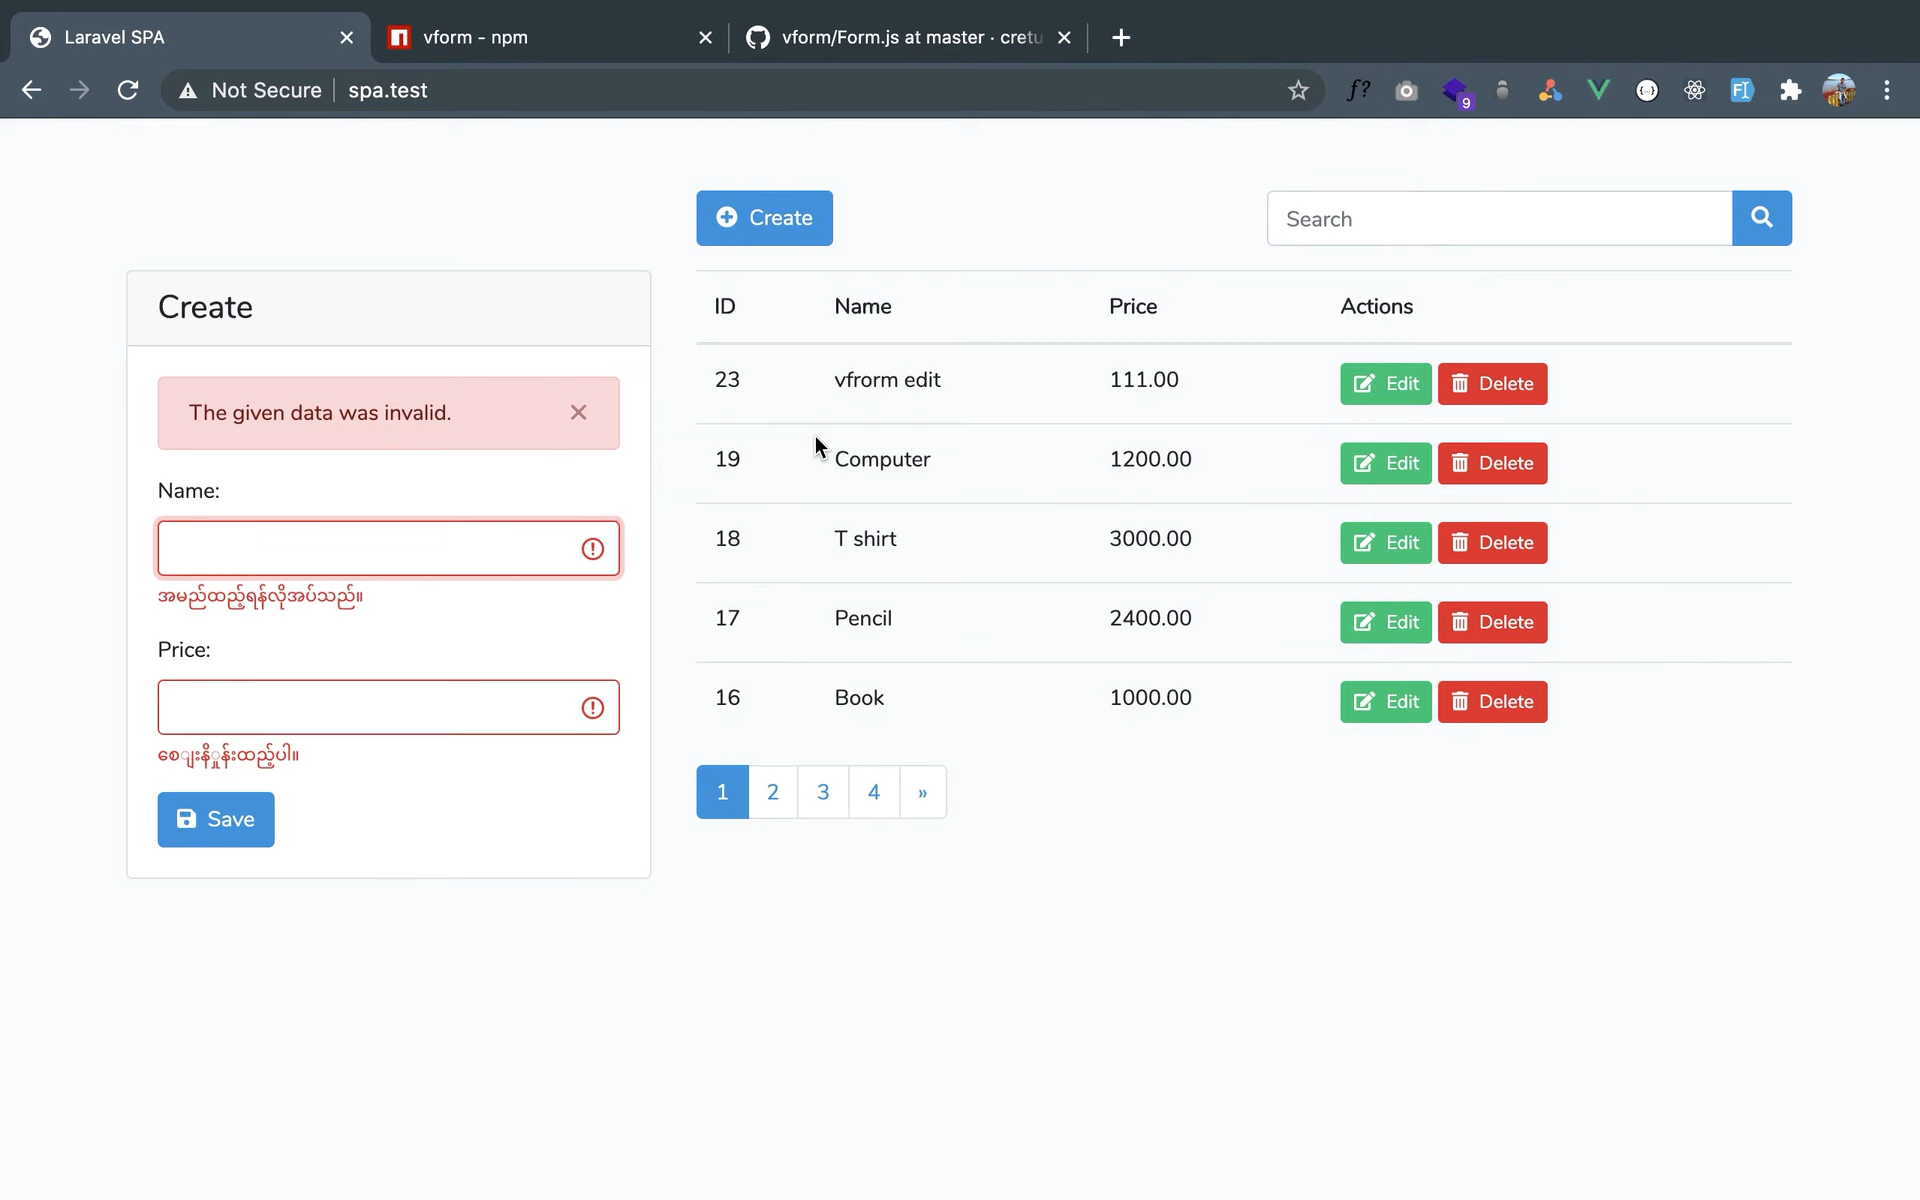 Laravel SPA
vform - npm
vform/Form.js at master · cretu
Not Secure
spa.test
f?
9
FI
Create
Search
Create
The given data was invalid.
Name:
အမည်ထည့်ရန်လိုအပ်သည်။
Price:
စျေးနှုန်းထည့်ပါ။
Save
ID Name Price Actions
23 vfrorm edit 111.00 Edit Delete
19 Computer 1200.00 Edit Delete
18 T shirt 3000.00 Edit Delete
17 Pencil 2400.00 Edit Delete
16 Book 1000.00 Edit Delete
1 2 3 4 »